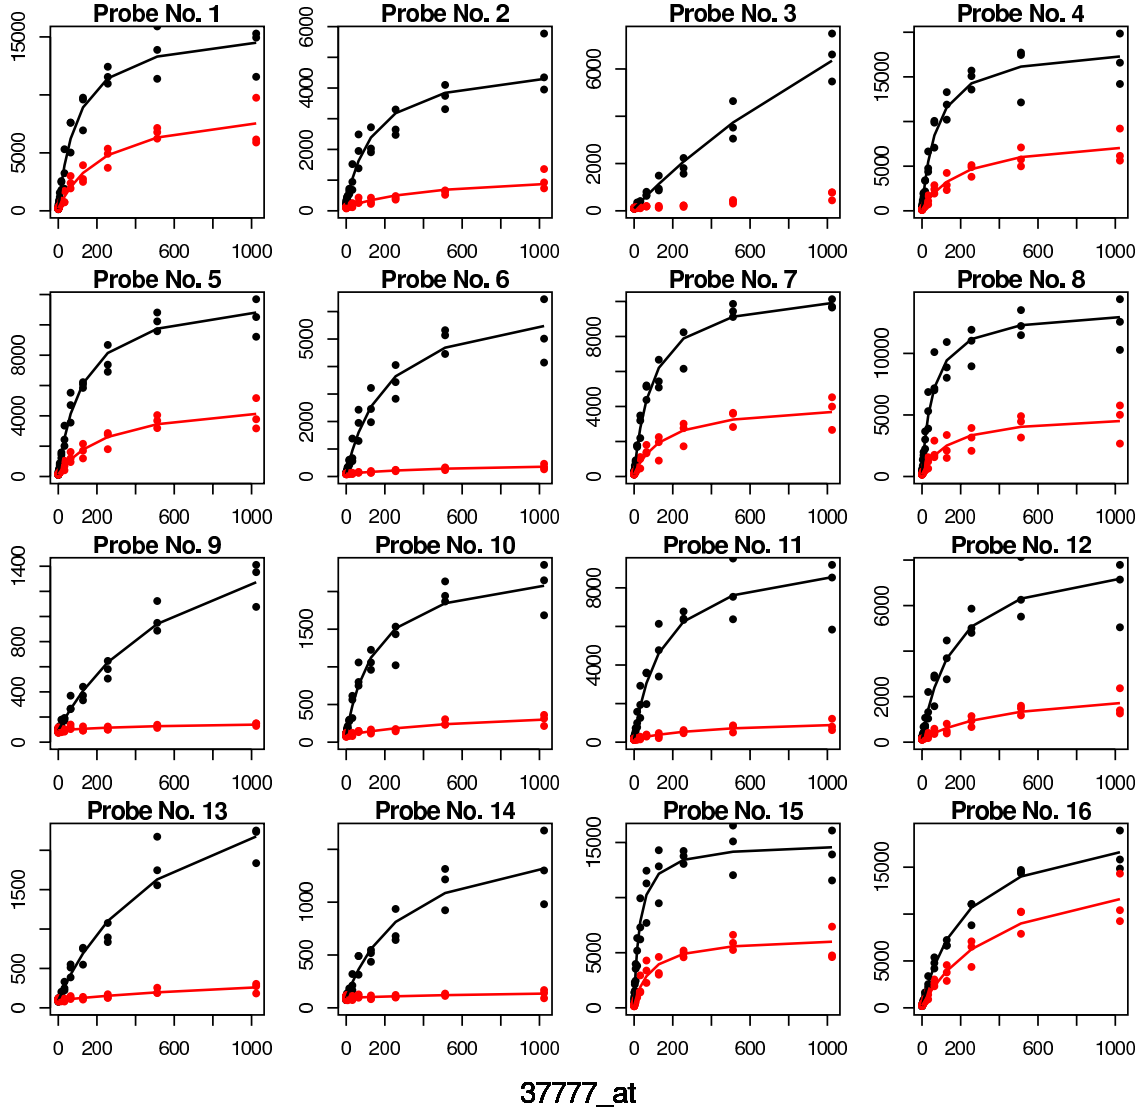 Probe No. 1 Probe No. 2 Probe No. 3 Probe No. 4
0 5000 15000 0 2000 4000 6000 0 2000 6000 0 5000 15000
0 200 600 1000 0 200 600 1000 0 200 600 1000 0 200 600 1000
Probe No. 5 Probe No. 6 Probe No. 7 Probe No. 8
0 4000 8000 0 2000 5000 0 4000 8000 0 5000 10000
0 200 600 1000 0 200 600 1000 0 200 600 1000 0 200 600 1000
Probe No. 9 Probe No. 10 Probe No. 11 Probe No. 12
0 400 800 1400 0 500 1500 0 4000 8000 0 2000 6000
0 200 600 1000 0 200 600 1000 0 200 600 1000 0 200 600 1000
Probe No. 13 Probe No. 14 Probe No. 15 Probe No. 16
0 500 1500 0 500 1000 0 5000 15000 0 5000 15000
0 200 600 1000 0 200 600 1000 0 200 600 1000 0 200 600 1000
37777_at